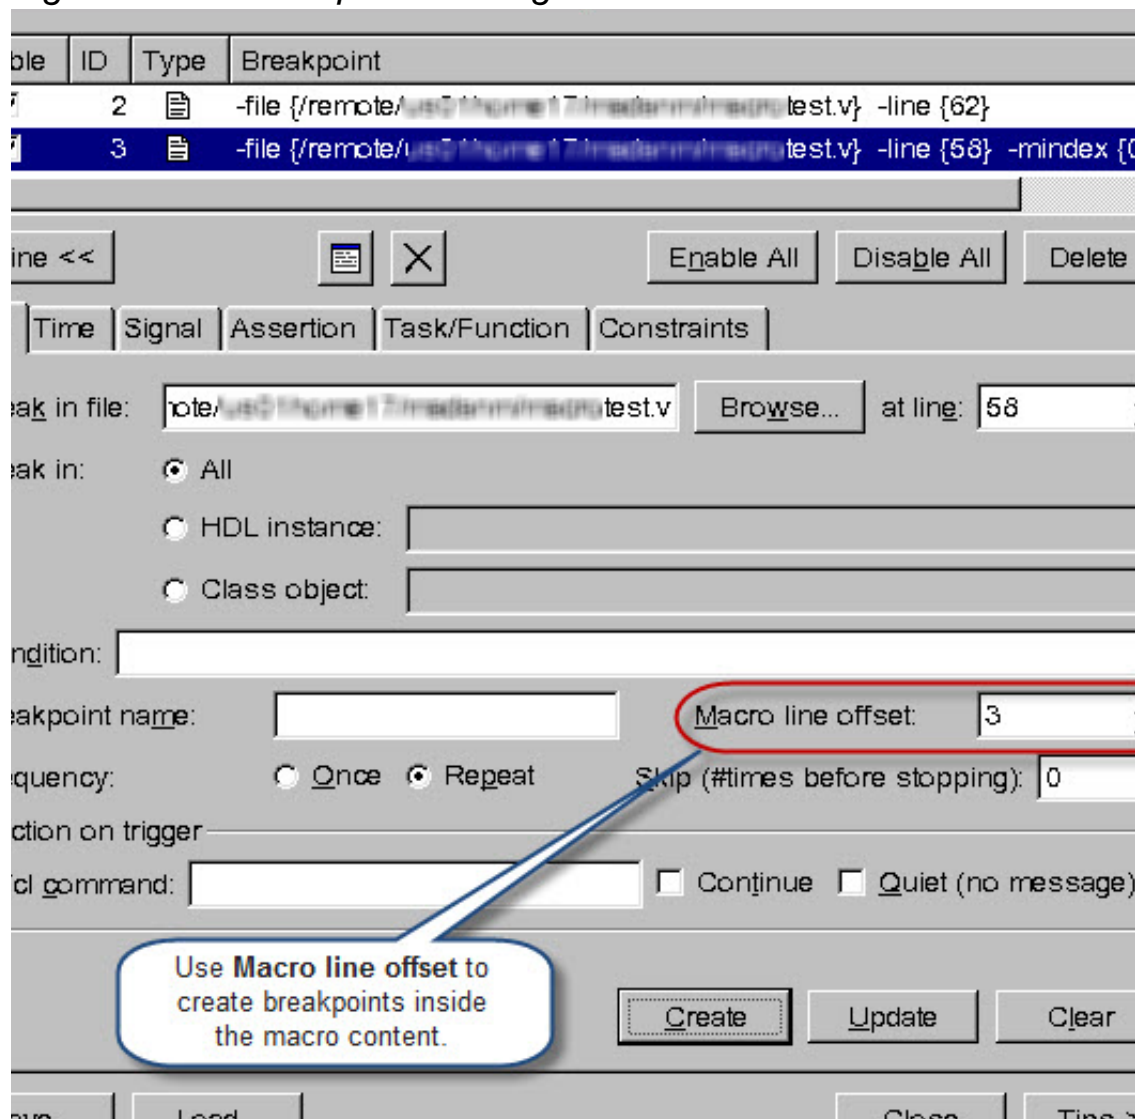 ble ID Type Breakpoint
2 -file {/remote/ test.v} -line {62}
3 -file {/remote/ test.v} -line {58} -mindex {0
ine << Enable All Disable All Delete
Time Signal Assertion Task/Function Constraints
eak in file: note/ test.v Browse... at line: 58
eak in: All
HDL instance:
Class object:
ndition:
eakpoint name: Macro line offset: 3
equency: Once Repeat Skip (#times before stopping): 0
ction on trigger
cl command: Continue Quiet (no message)
Use Macro line offset to
create breakpoints inside
the macro content.
Create Update Clear